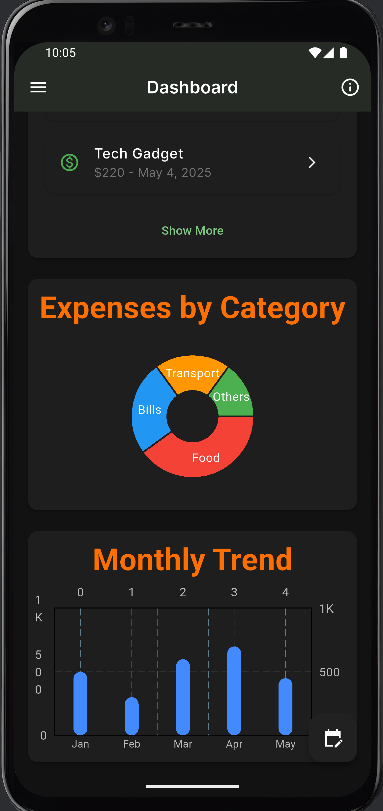 10:05
Dashboard
Tech Gadget
$220 - May 4, 2025
Show More
Expenses by Category
Transport
Others
Bills
Food
Monthly Trend
0 1 2 3 4
1
K
1K
5
0
0
500
0
Jan Feb Mar Apr May